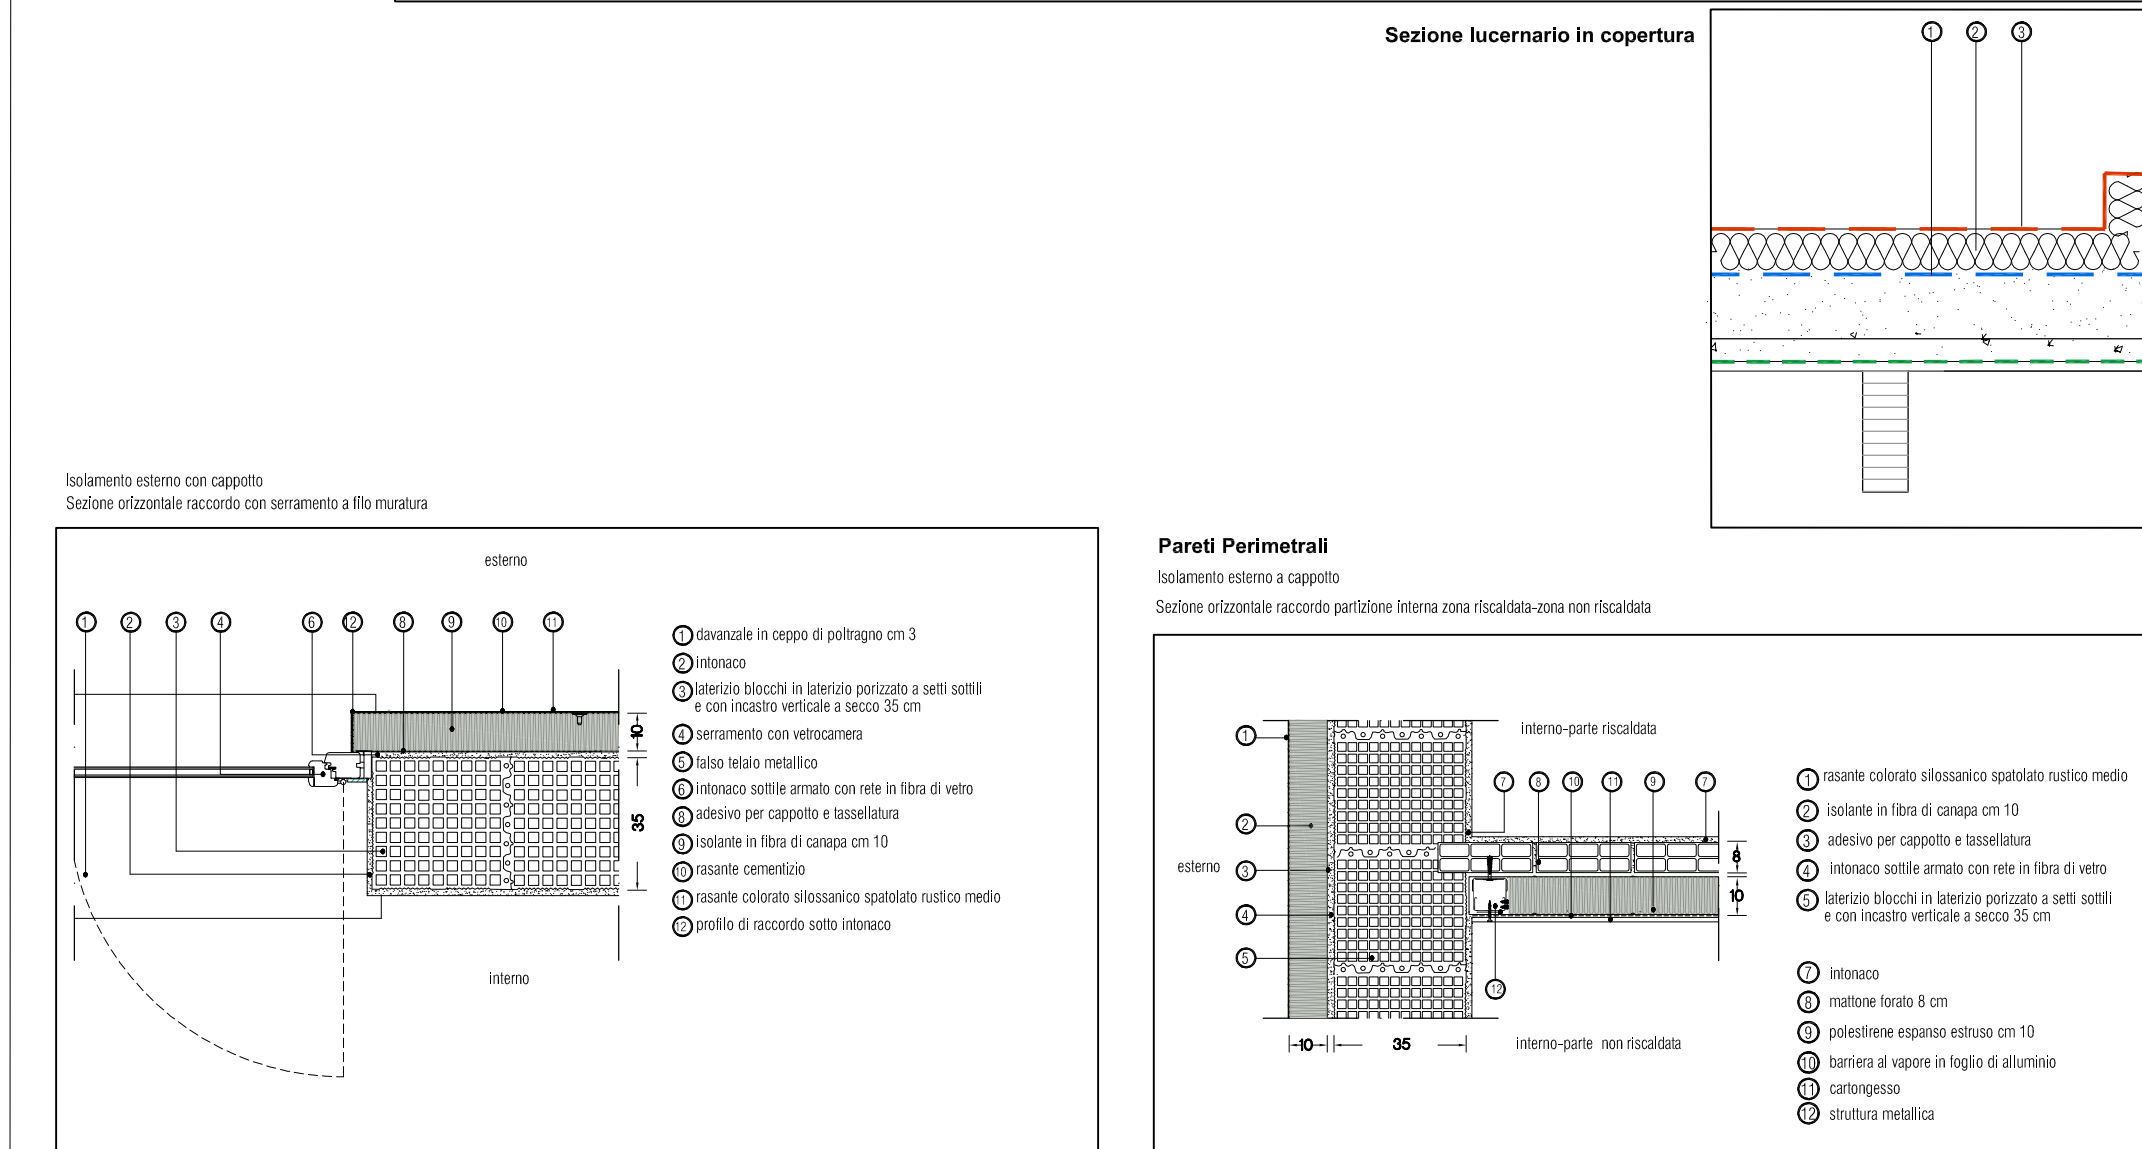 Sezione lucernario in copertura
1 2 3
Isolamento esterno con cappotto
Sezione orizzontale raccordo con serramento a filo muratura
esterno
1 2 3 4 6 12 8 9 10 11
10
35
interno
1 davanzale in ceppo di poltragno cm 3
2 intonaco
3 laterizio blocchi in laterizio porizzato a setti sottili
e con incastro verticale a secco 35 cm
4 serramento con vetrocamera
5 falso telaio metallico
6 intonaco sottile armato con rete in fibra di vetro
8 adesivo per cappotto e tassellatura
9 isolante in fibra di canapa cm 10
10 rasante cementizio
11 rasante colorato silossanico spatolato rustico medio
12 profilo di raccordo sotto intonaco
Pareti Perimetrali
Isolamento esterno a cappotto
Sezione orizzontale raccordo partizione interna zona riscaldata-zona non riscaldata
interno-parte riscaldata
1
7 8 10 11 9 7
2
esterno
3
4
5
12
8
10
10 35
interno-parte non riscaldata
1 rasante colorato silossanico spatolato rustico medio
2 isolante in fibra di canapa cm 10
3 adesivo per cappotto e tassellatura
4 intonaco sottile armato con rete in fibra di vetro
5 laterizio blocchi in laterizio porizzato a setti sottili
e con incastro verticale a secco 35 cm
7 intonaco
8 mattone forato 8 cm
9 polestirene espanso estruso cm 10
10 barriera al vapore in foglio di alluminio
11 cartongesso
12 struttura metallica